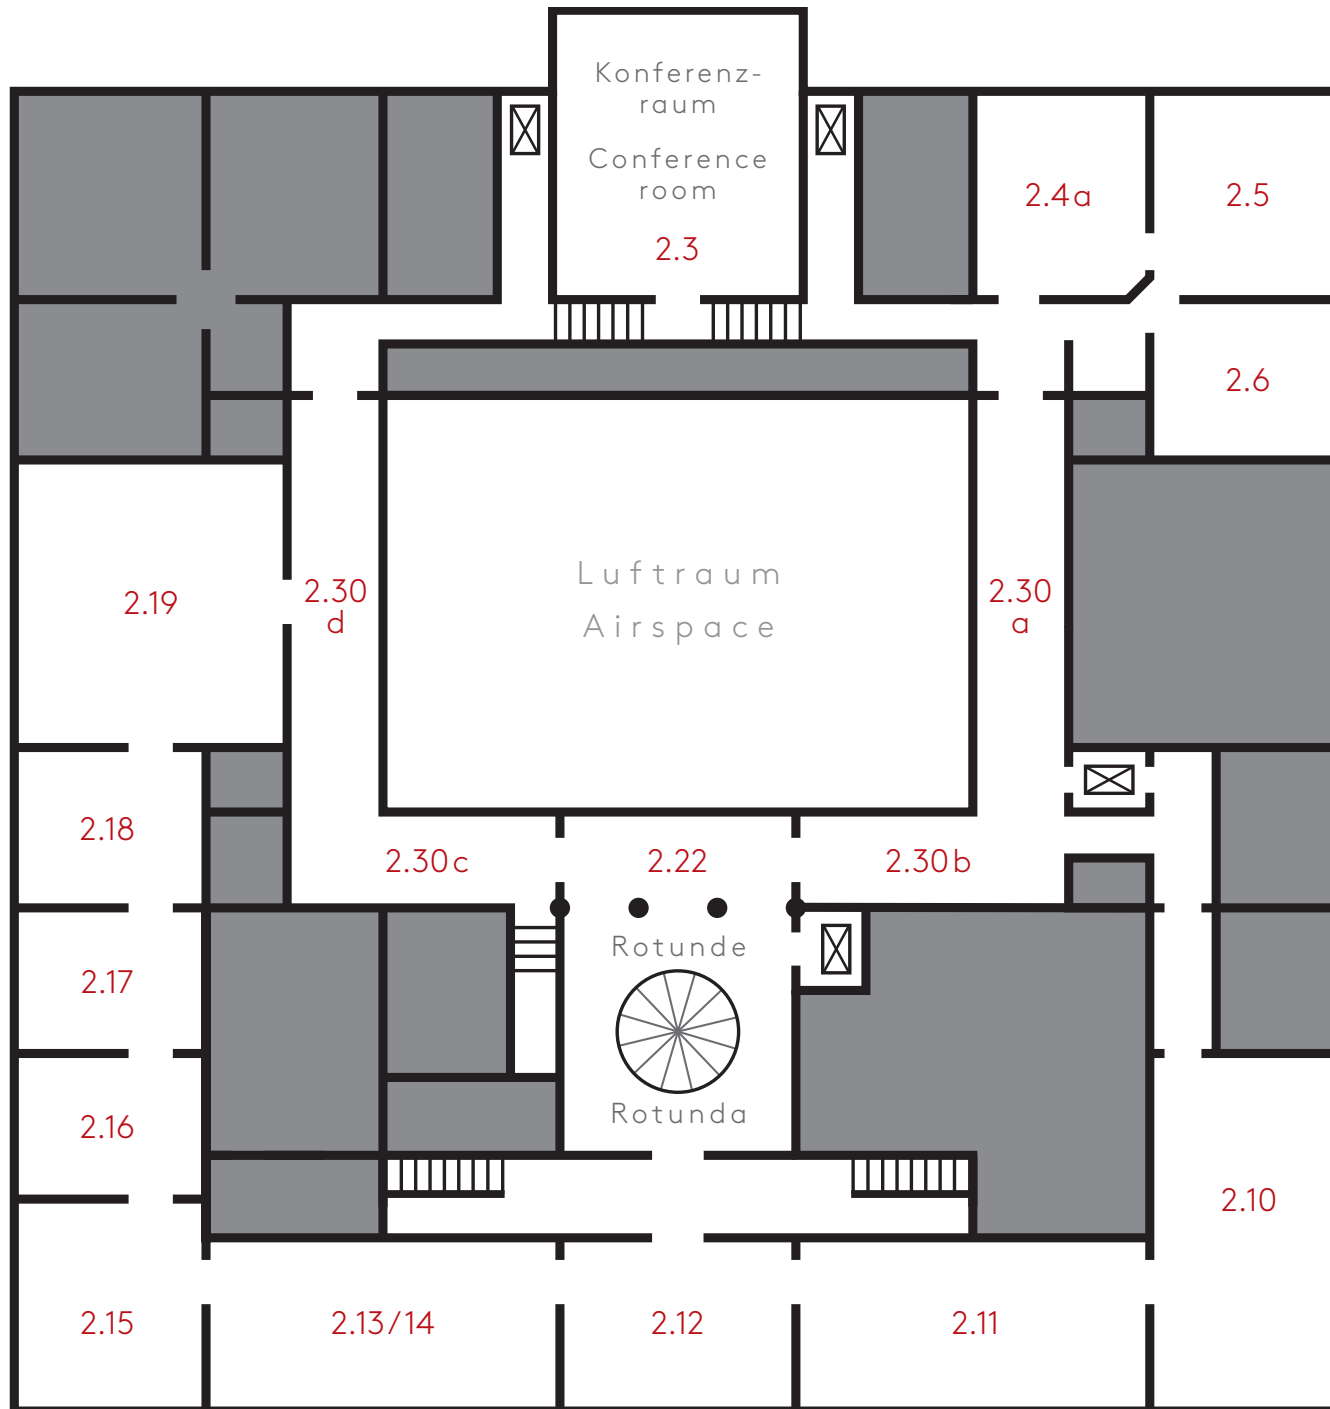 Konferenz-
raum
Conference
room
2.3
2.4a
2.5
2.6
Luftraum
Airspace
2.19
2.30
d
2.30
a
2.18
2.30c
2.22
2.30b
Rotunde
2.17
Rotunda
2.16
2.10
2.15
2.13/14
2.12
2.11